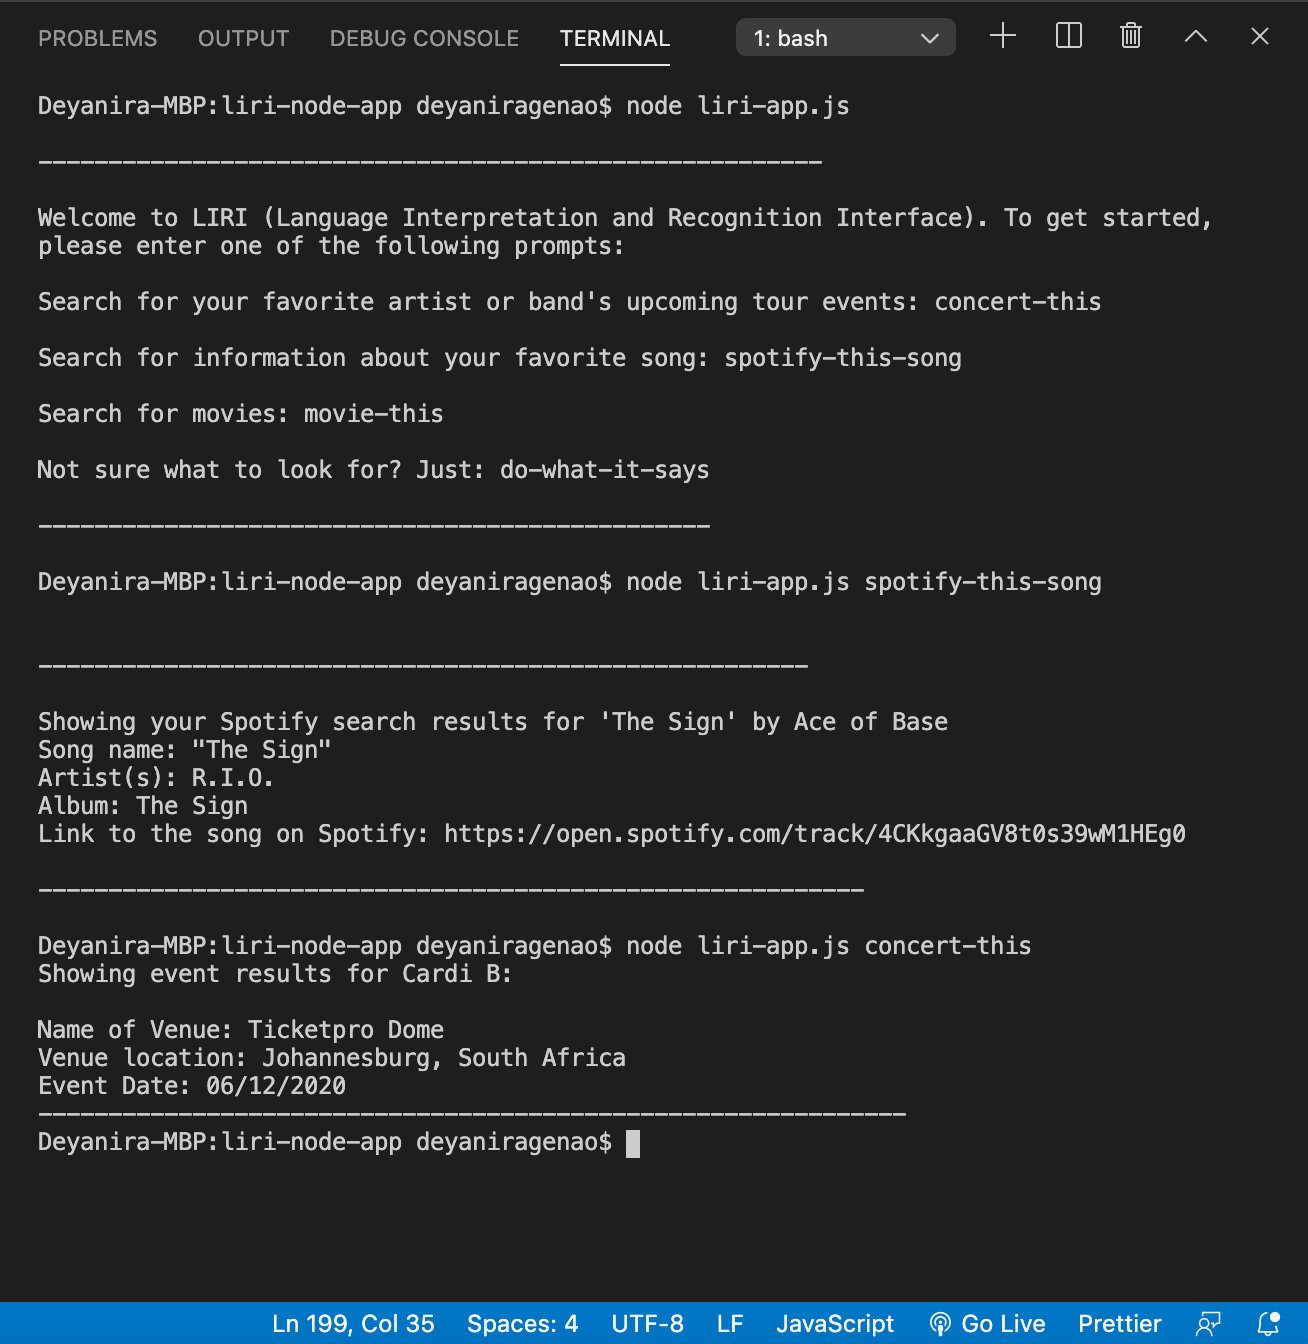 PROBLEMS OUTPUT DEBUG CONSOLE TERMINAL 1: bash
Deyanira-MBP:liri-node-app deyaniragenao$ node liri-app.js
--------------------------------------------------------
Welcome to LIRI (Language Interpretation and Recognition Interface). To get started,
please enter one of the following prompts:
Search for your favorite artist or band's upcoming tour events: concert-this
Search for information about your favorite song: spotify-this-song
Search for movies: movie-this
Not sure what to look for? Just: do-what-it-says
------------------------------------------------
Deyanira-MBP:liri-node-app deyaniragenao$ node liri-app.js spotify-this-song
-------------------------------------------------------
Showing your Spotify search results for 'The Sign' by Ace of Base
Song name: "The Sign"
Artist(s): R.I.O.
Album: The Sign
Link to the song on Spotify: https://open.spotify.com/track/4CKkgaaGV8t0s39wM1HEg0
-----------------------------------------------------------
Deyanira-MBP:liri-node-app deyaniragenao$ node liri-app.js concert-this
Showing event results for Cardi B:
Name of Venue: Ticketpro Dome
Venue location: Johannesburg, South Africa
Event Date: 06/12/2020
--------------------------------------------------------------
Deyanira-MBP:liri-node-app deyaniragenao$
Ln 199, Col 35 Spaces: 4 UTF-8 LF JavaScript Go Live Prettier